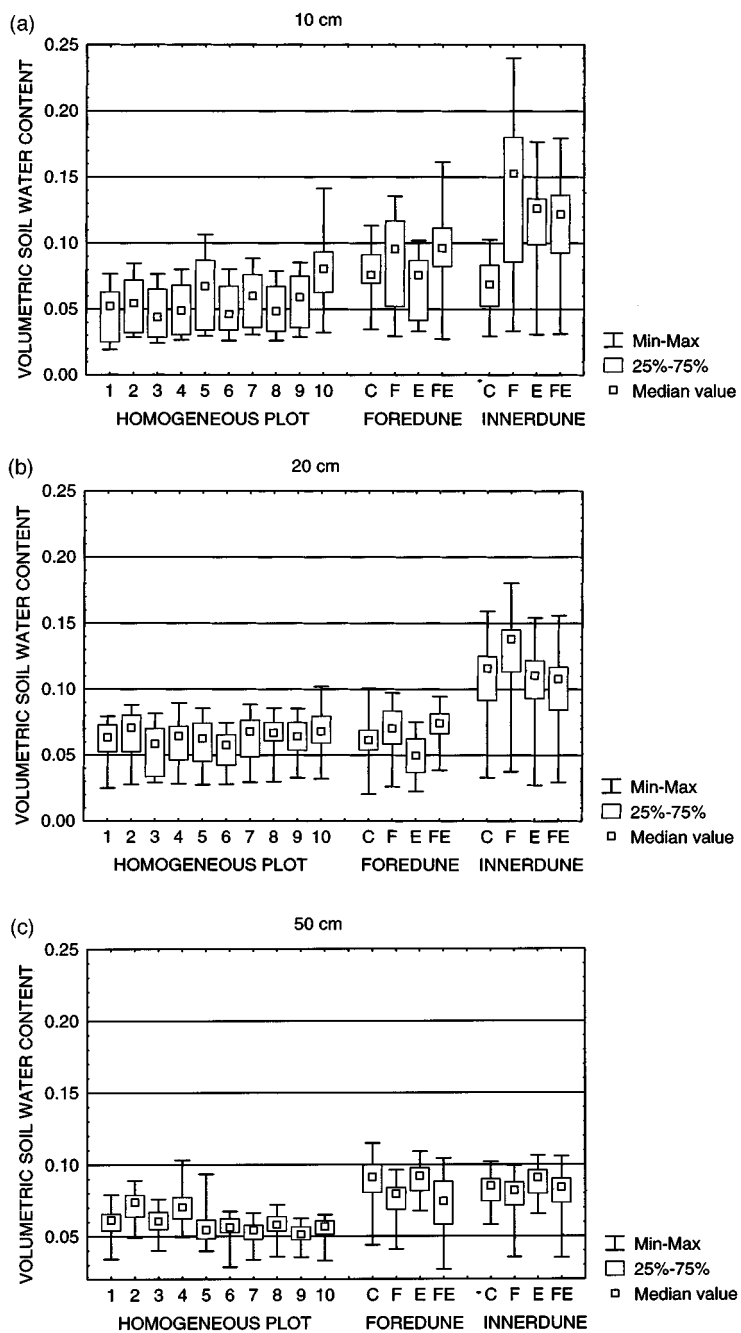 (a)
10 cm
VOLUMETRIC SOIL WATER CONTENT
0.25
0.20
0.15
0.10
0.05
0.00
1 2 3 4 5 6 7 8 9 10 C F E FE C F E FE
HOMOGENEOUS PLOT FOREDUNE INNERDUNE
Min-Max
25%-75%
Median value
(b)
20 cm
VOLUMETRIC SOIL WATER CONTENT
0.25
0.20
0.15
0.10
0.05
0.00
1 2 3 4 5 6 7 8 9 10 C F E FE C F E FE
HOMOGENEOUS PLOT FOREDUNE INNERDUNE
Min-Max
25%-75%
Median value
(c)
50 cm
VOLUMETRIC SOIL WATER CONTENT
0.25
0.20
0.15
0.10
0.05
1 2 3 4 5 6 7 8 9 10 C F E FE C F E FE
HOMOGENEOUS PLOT FOREDUNE INNERDUNE
Min-Max
25%-75%
Median value